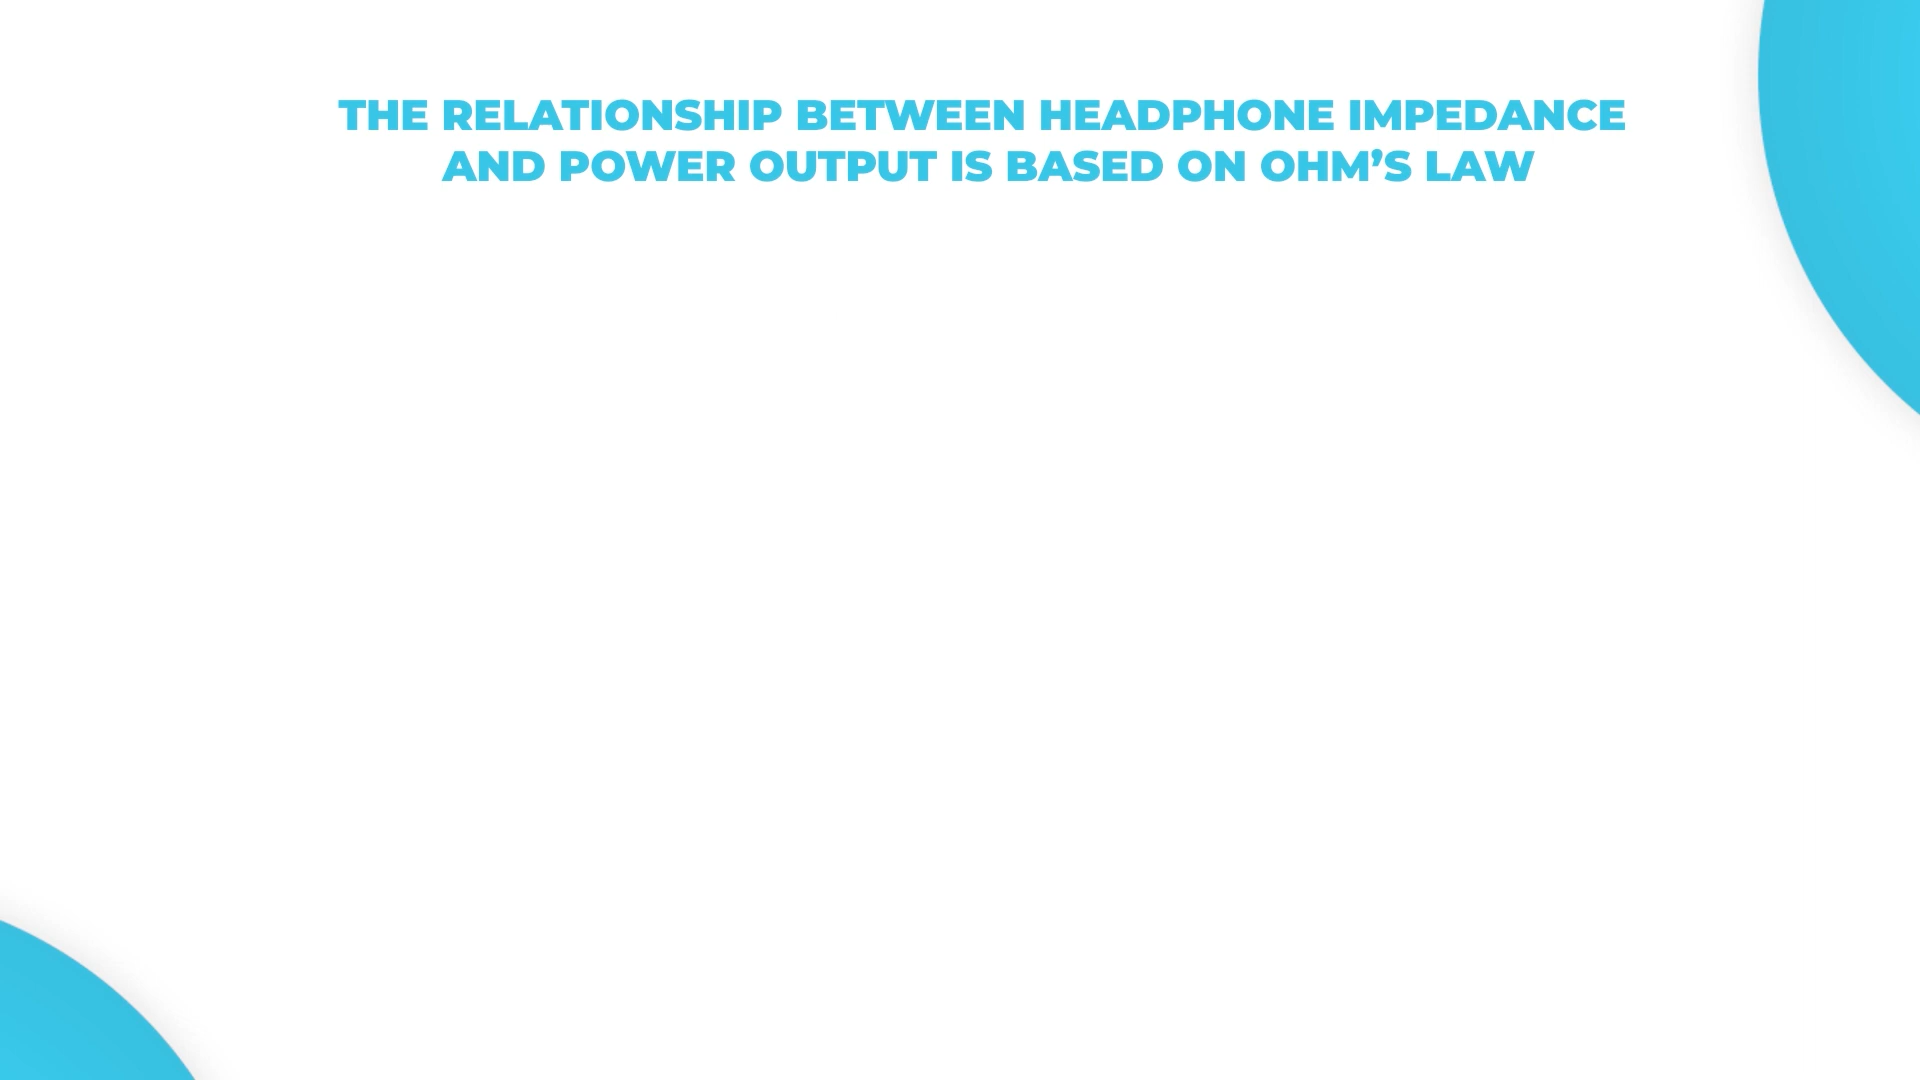 THE RELATIONSHIP BETWEEN HEADPHONE IMPEDANCE
AND POWER OUTPUT IS BASED ON OHM’S LAW